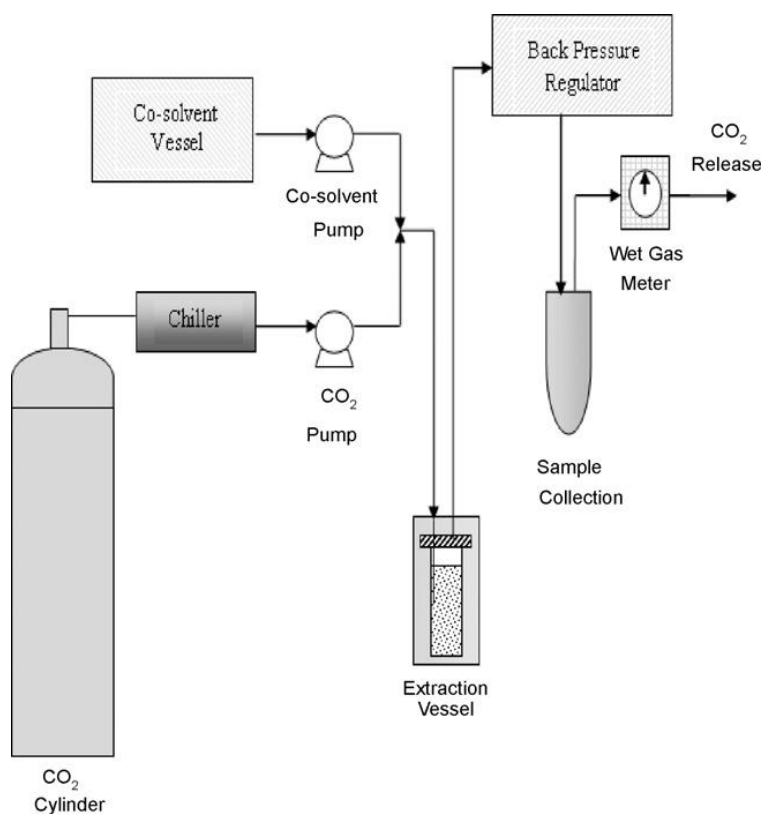 Back Pressure
Regulator
Co-solvent
Vessel
CO2
Release
Co-solvent
Pump
Wet Gas
Meter
Chiller
CO2
Pump
Sample
Collection
Extraction
Vessel
CO2
Cylinder